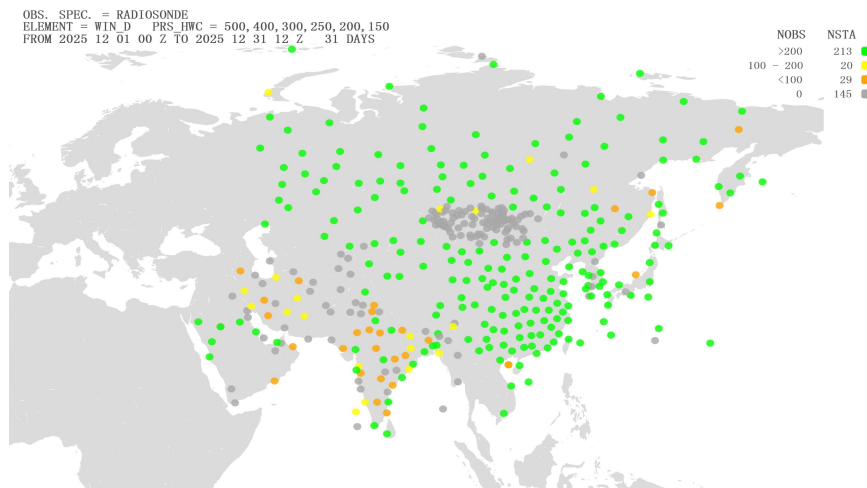 OBS. SPEC. = RADIOSONDE
ELEMENT = WIN_D PRS_HWC = 500,400,300,250,200,150
FROM 2025 12 01 00 Z TO 2025 12 31 12 Z 31 DAYS
NOBS NSTA
>200 213
100 - 200 20
<100 29
0 145